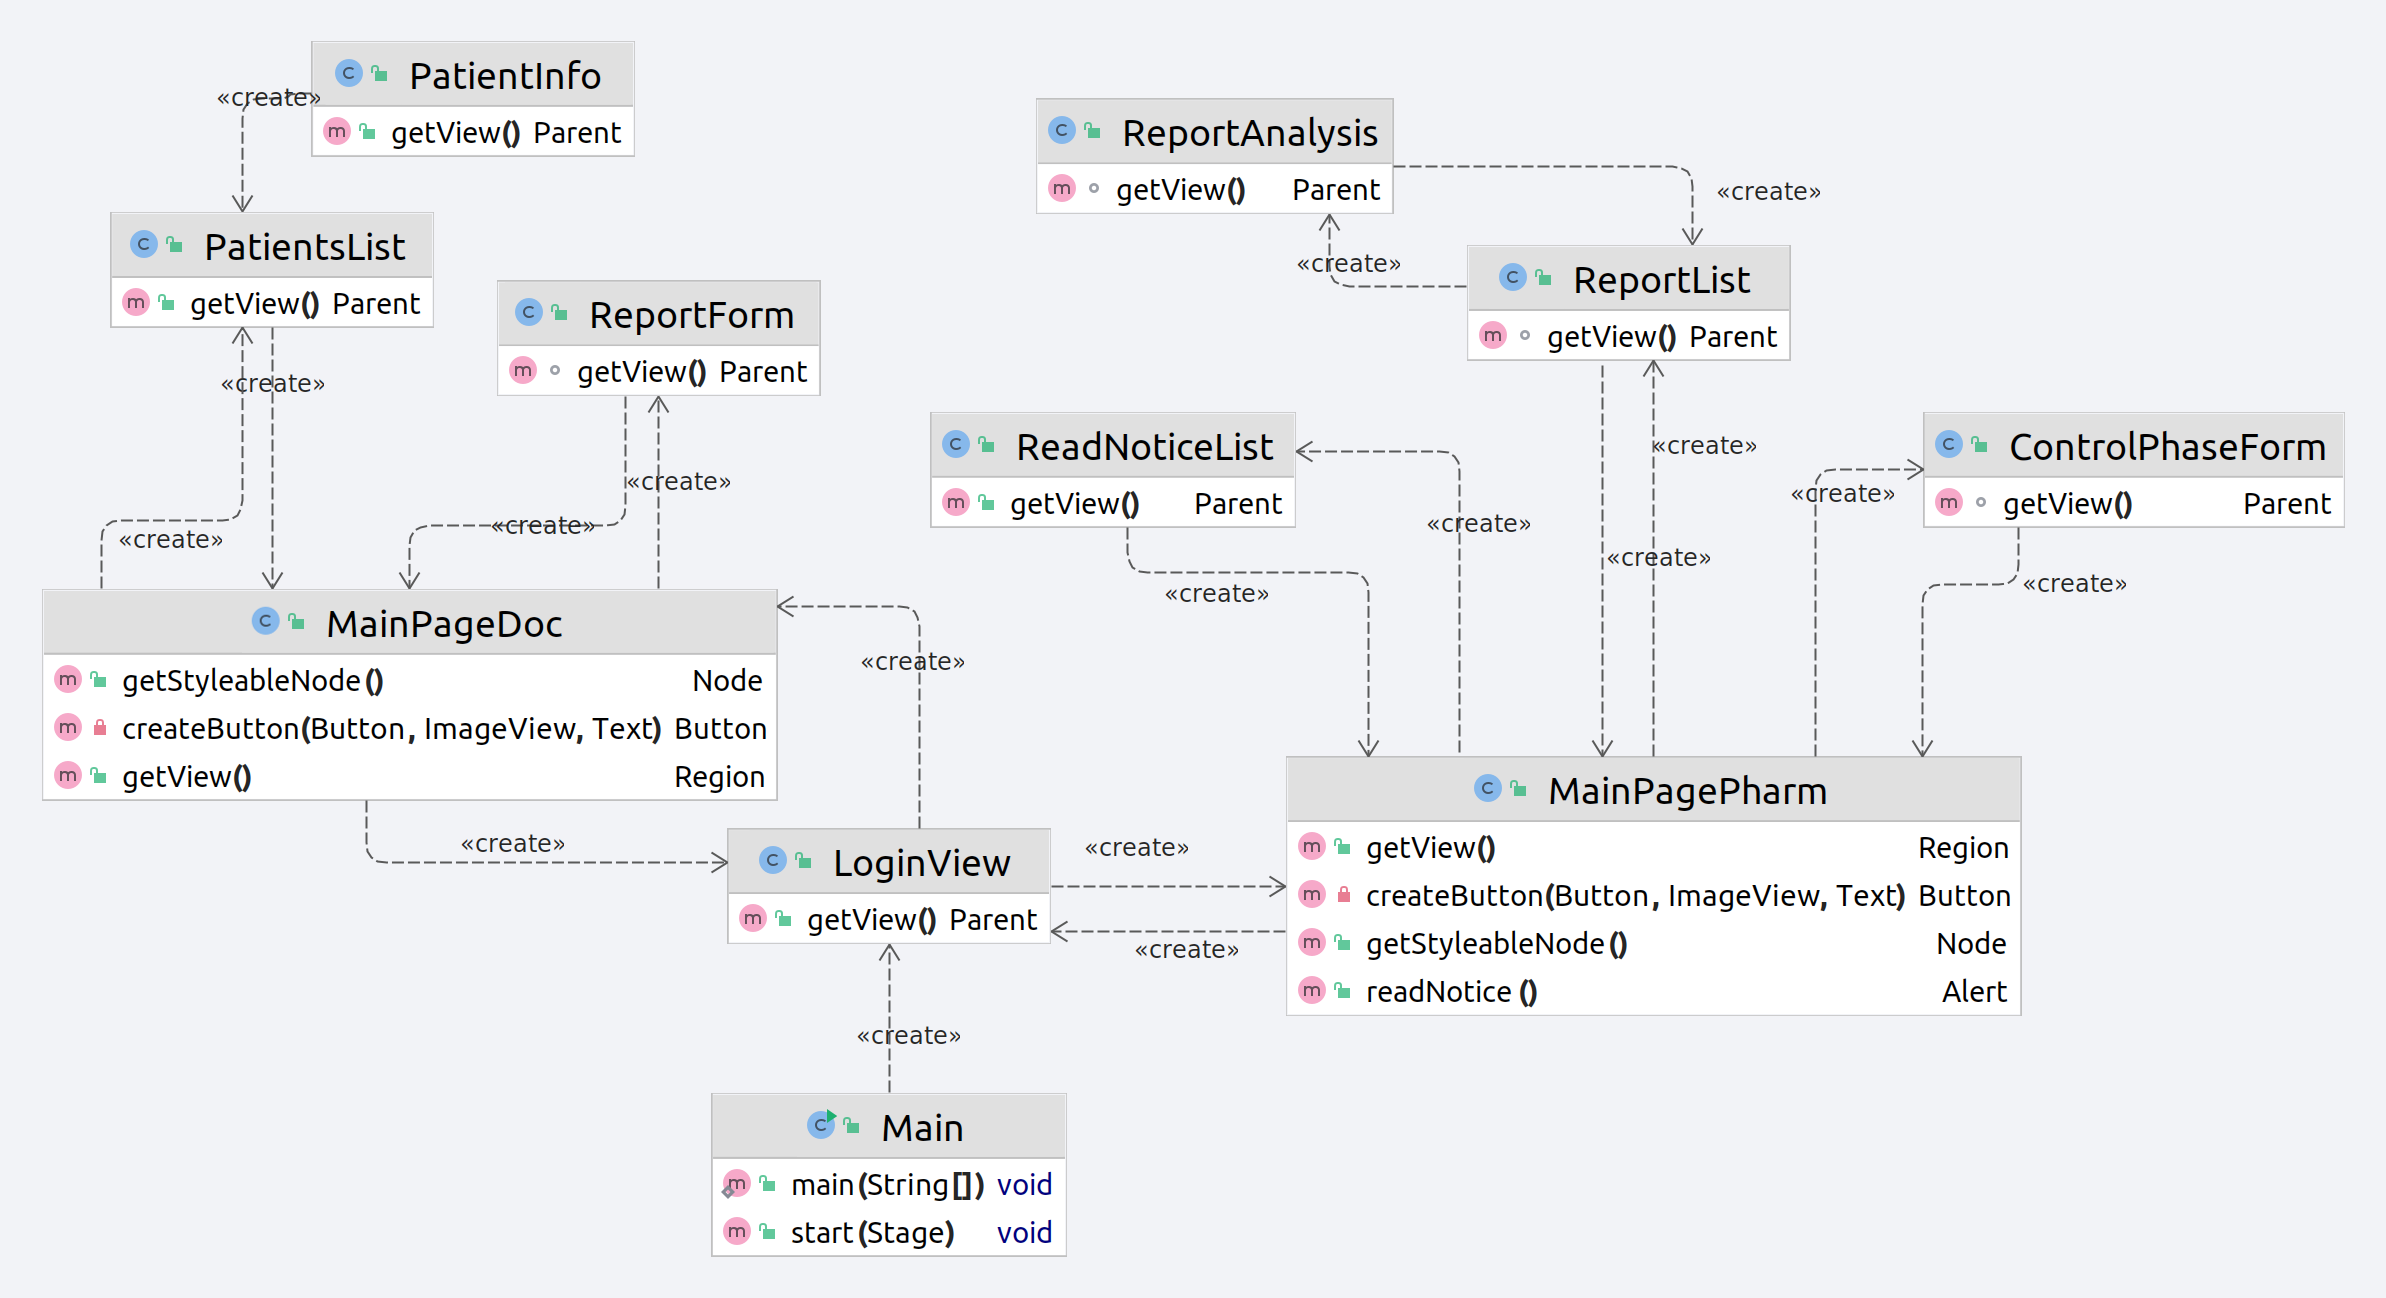 PatientInfo
getView() Parent
«create»
ReportAnalysis
getView() Parent
«create»
PatientsList
getView() Parent
«create»
ReportList
getView() Parent
ReportForm
getView() Parent
«create»
ReadNoticeList
getView() Parent
«create»
ControlPhaseForm
getView() Parent
«create»
«create»
«create»
«create»
«create»
«create»
«create»
«create»
«create»
MainPageDoc
getStyleableNode() Node
createButton(Button, ImageView, Text) Button
getView() Region
«create»
MainPagePharm
getView() Region
createButton(Button, ImageView, Text) Button
getStyleableNode() Node
readNotice() Alert
«create»
LoginView
getView() Parent
«create»
«create»
«create»
Main
main(String[]) void
start(Stage) void